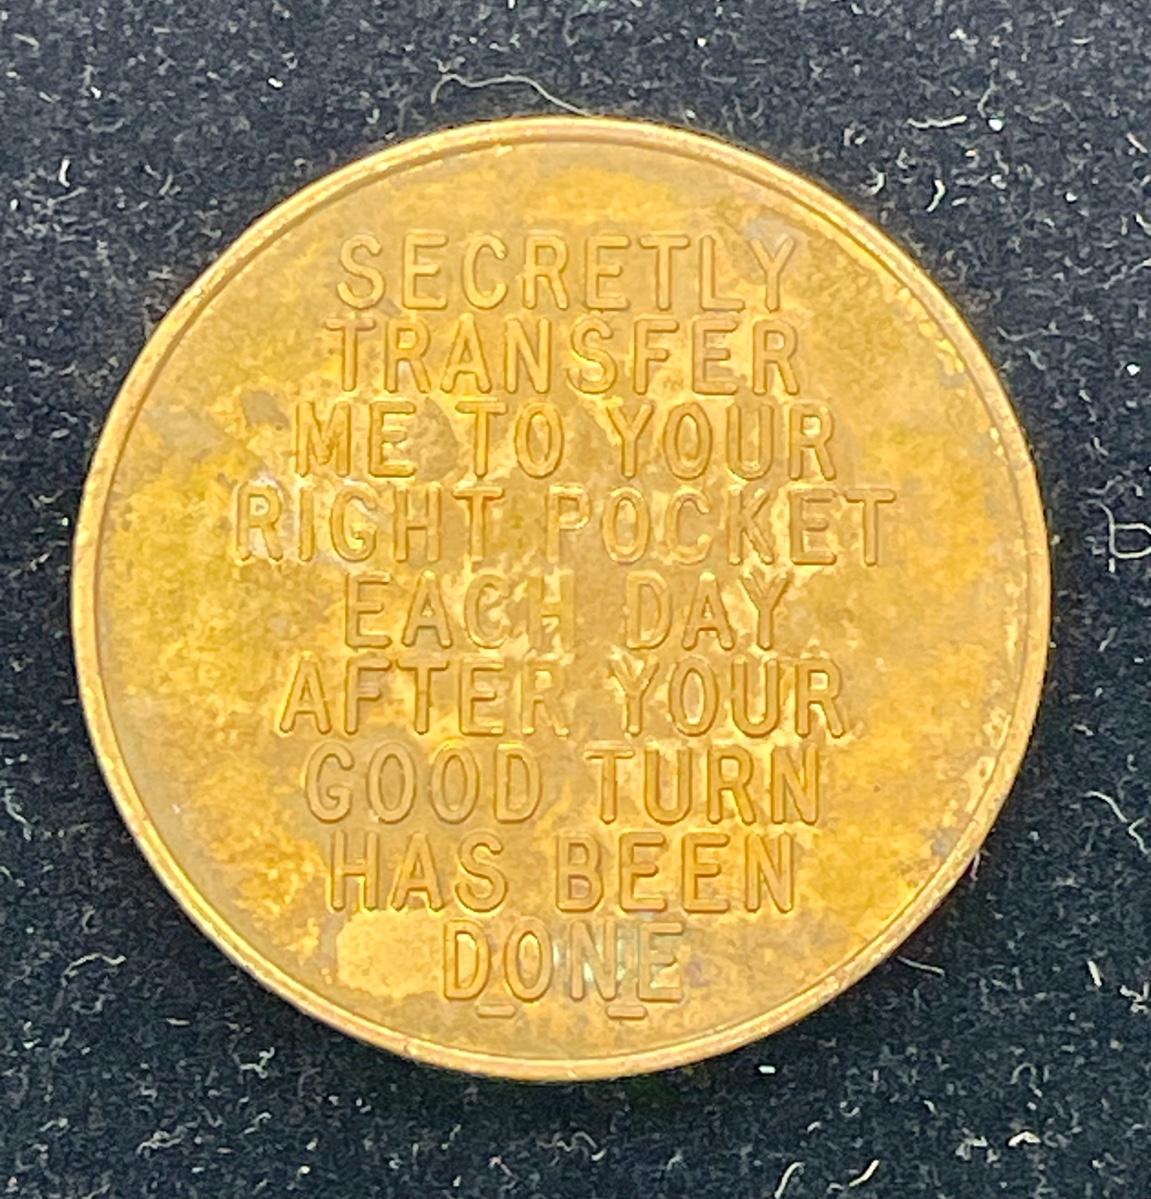 SECRETLY
TRANSFER
ME TO YOUR
RIGHT POCKET
EACH DAY
AFTER YOUR
GOOD TURN
HAS BEEN
DONE